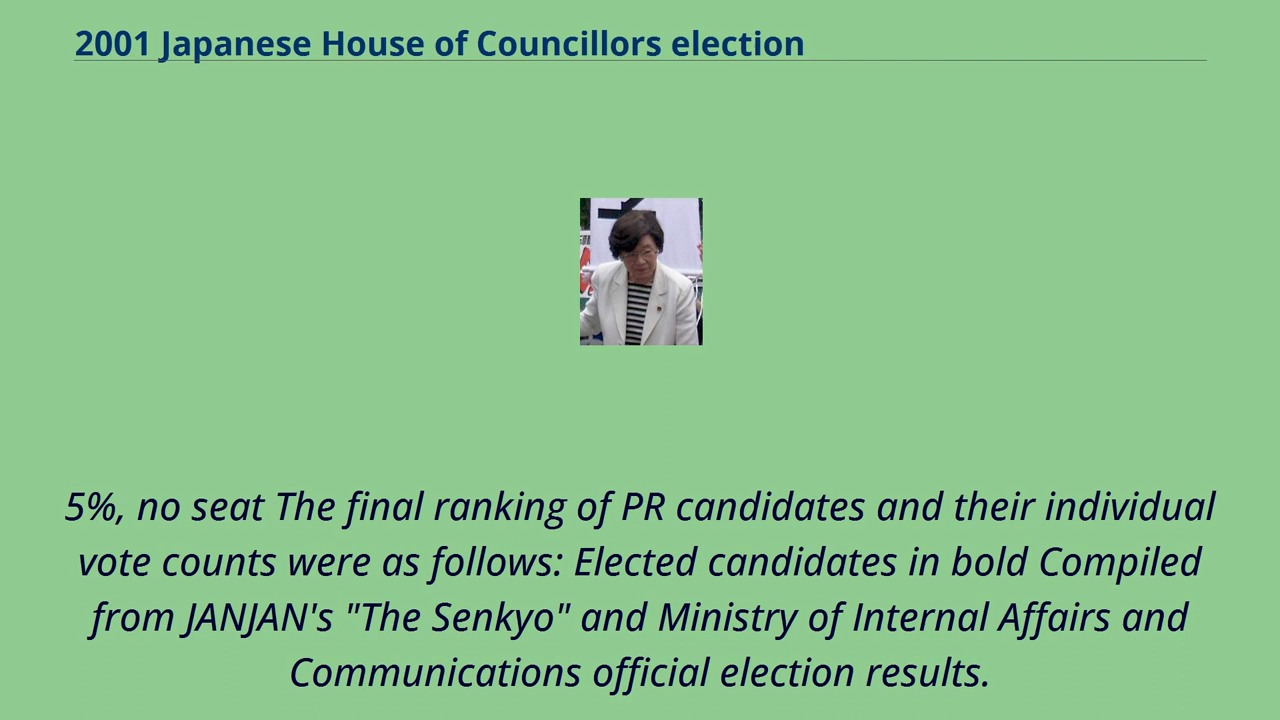 2001 Japanese House of Councillors election
5%, no seat The final ranking of PR candidates and their individual
vote counts were as follows: Elected candidates in bold Compiled
from JANJAN's "The Senkyo" and Ministry of Internal Affairs and
Communications official election results.